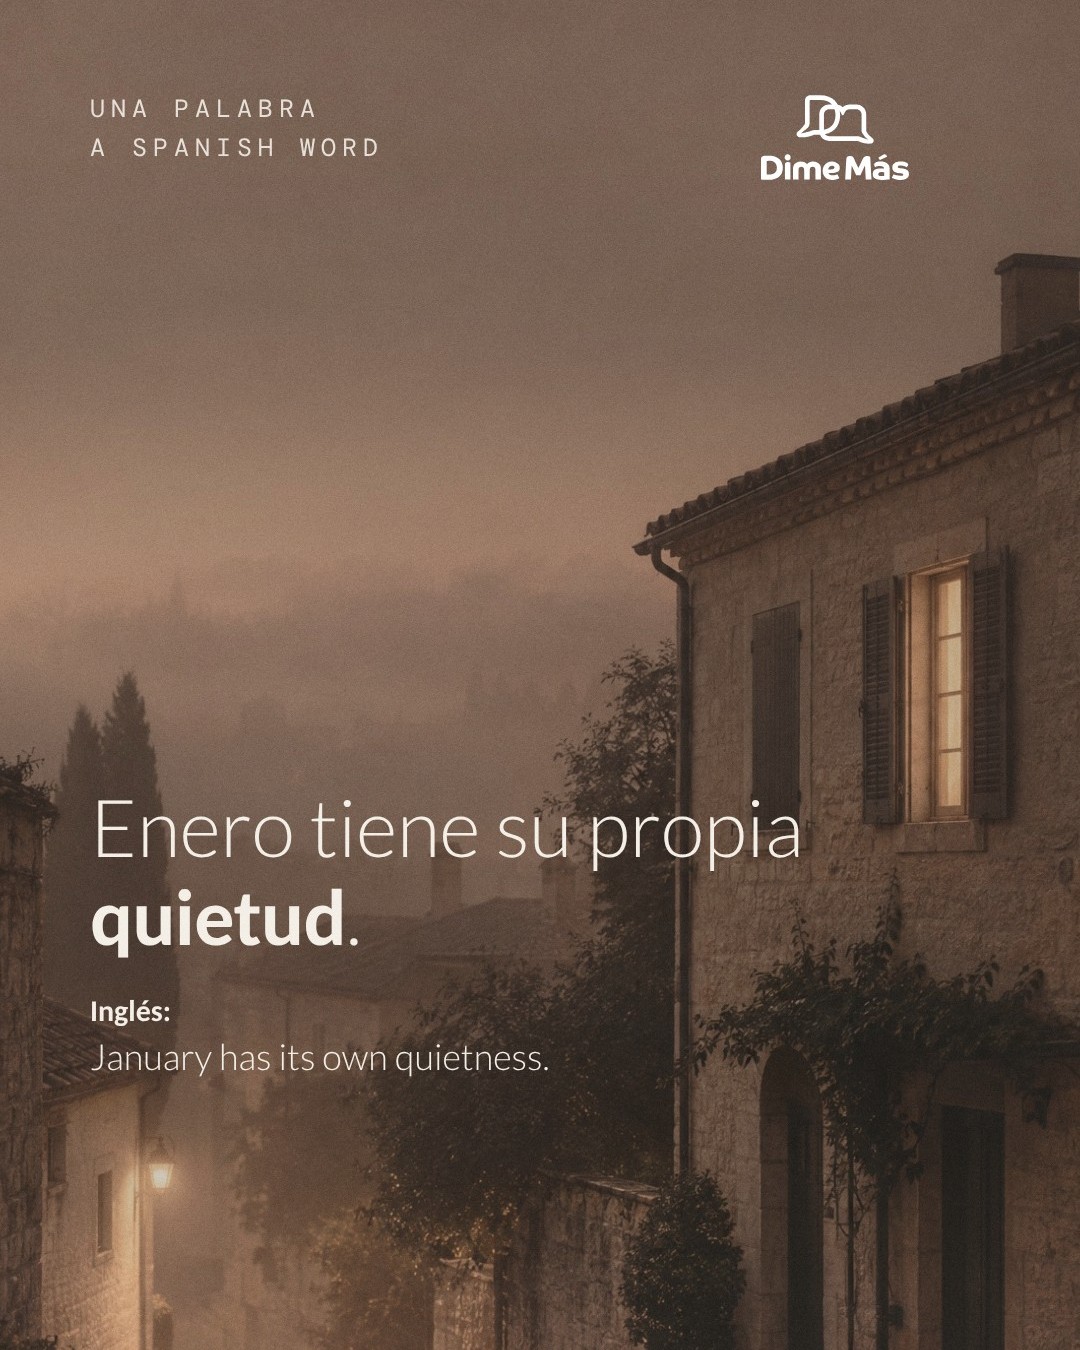 UNA PALABRA
A SPANISH WORD
Dime Más
Enero tiene su propia
quietud.
Inglés:
January has its own quietness.